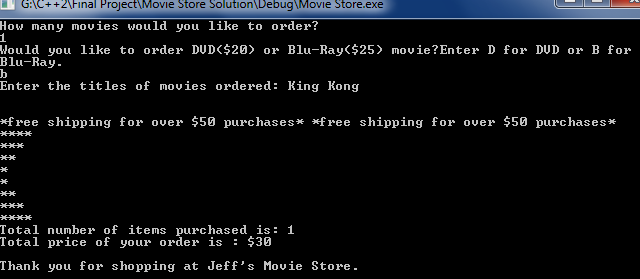 G:\C++2\Final Project\Movie Store Solution\Debug\Movie Store.exe
How many movies would you like to order?
1
Would you like to order DVD($20) or Blu-Ray($25) movie?Enter D for DVD or B for
Blu-Ray.
b
Enter the titles of movies ordered: King Kong
*free shipping for over $50 purchases* *free shipping for over $50 purchases*
****
***
**
*
*
**
***
****
Total number of items purchased is: 1
Total price of your order is : $30
Thank you for shopping at Jeff's Movie Store.